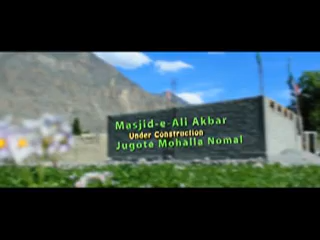 Masjid-e-Ali Akbar
Under Construction
Jugote Mohalla Nomal